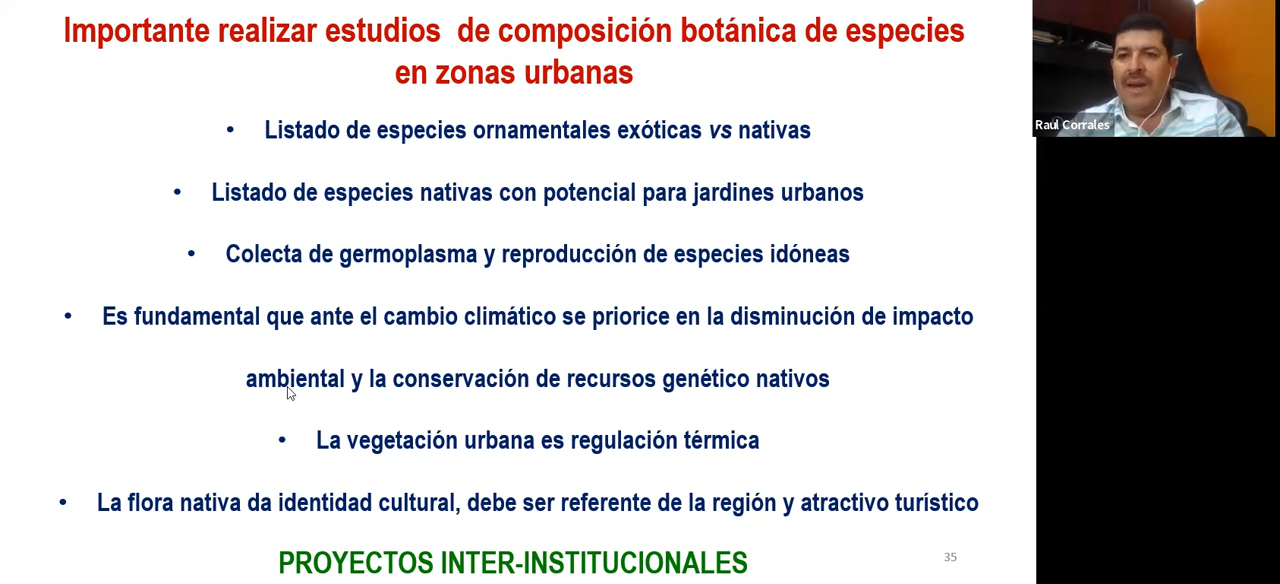 Importante realizar estudios de composición botánica de especies
en zonas urbanas
• Listado de especies ornamentales exóticas vs nativas
• Listado de especies nativas con potencial para jardines urbanos
• Colecta de germoplasma y reproducción de especies idóneas
• Es fundamental que ante el cambio climático se priorice en la disminución de impacto
ambiental y la conservación de recursos genético nativos
• La vegetación urbana es regulación térmica
• La flora nativa da identidad cultural, debe ser referente de la región y atractivo turístico
PROYECTOS INTER-INSTITUCIONALES
35
Raul Corrales